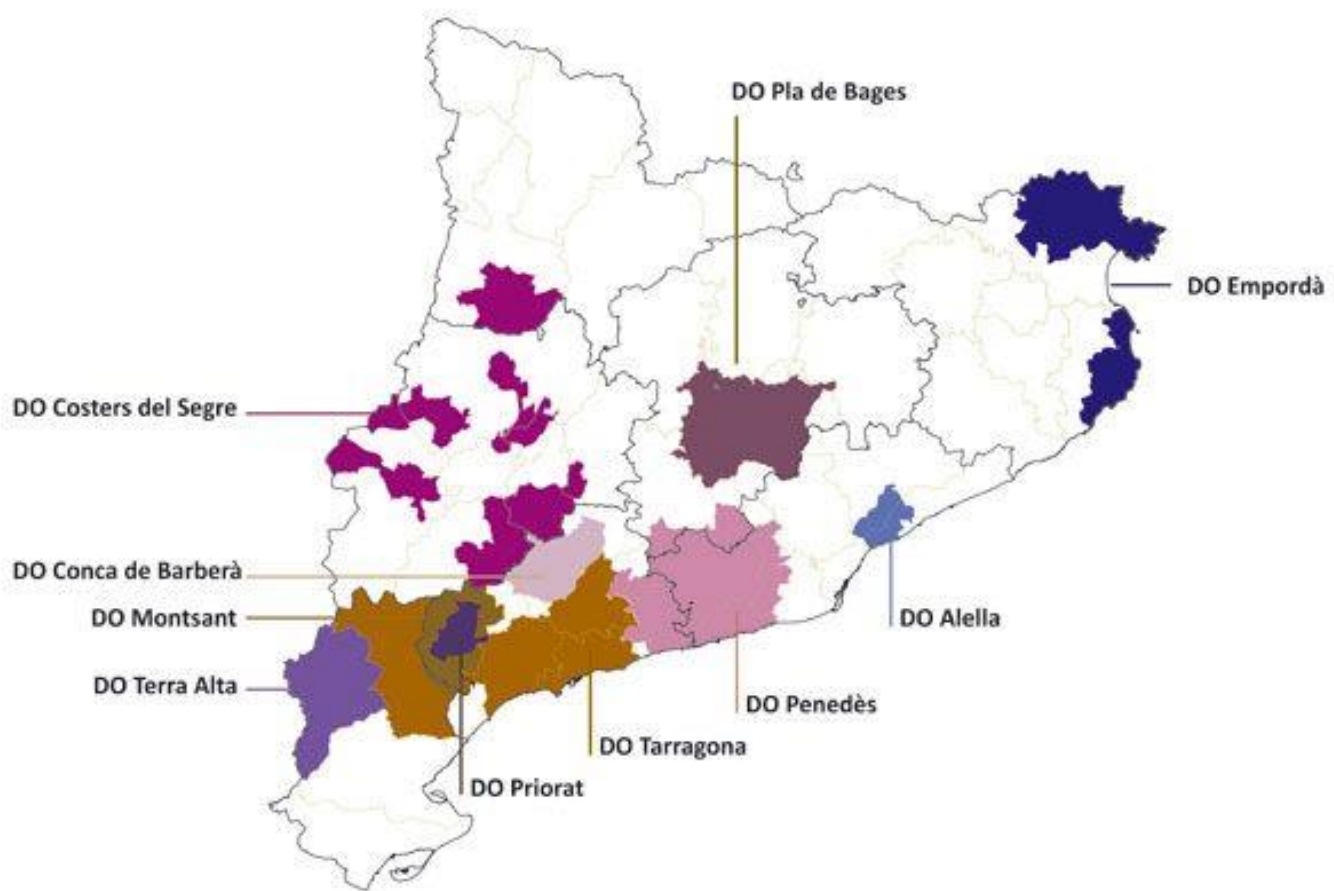 DO Pla de Bages
DO Empordà
DO Costers del Segre
DO Conca de Barberà
DO Montsant
DO Alella
DO Terra Alta
DO Penedès
DO Tarragona
DO Priorat